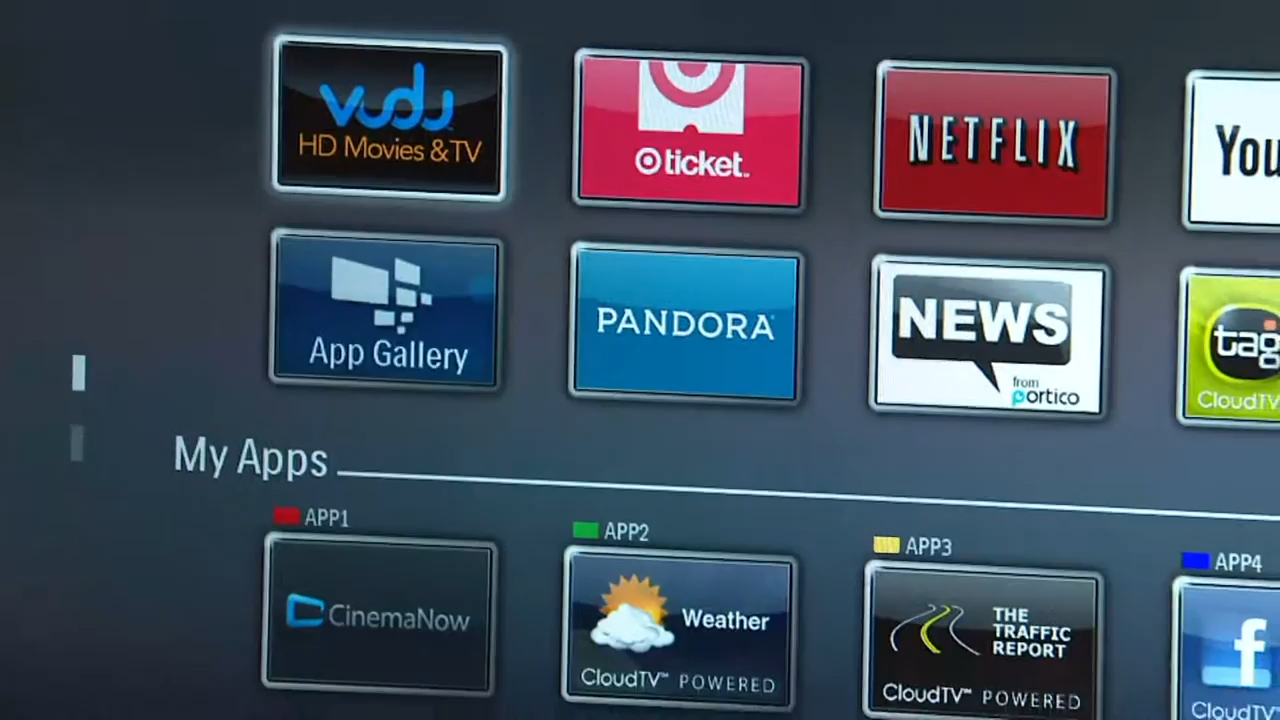 vudu
HD Movies & TV
ticket
NETFLIX
You
App Gallery
PANDORA
NEWS
from
portico
tag
CloudTV
My Apps
APP1
APP2
APP3
APP4
CinemaNow
Weather
CloudTV™ POWERED
THE
TRAFFIC
REPORT
CloudTV™ POWERED
f
CloudTV™